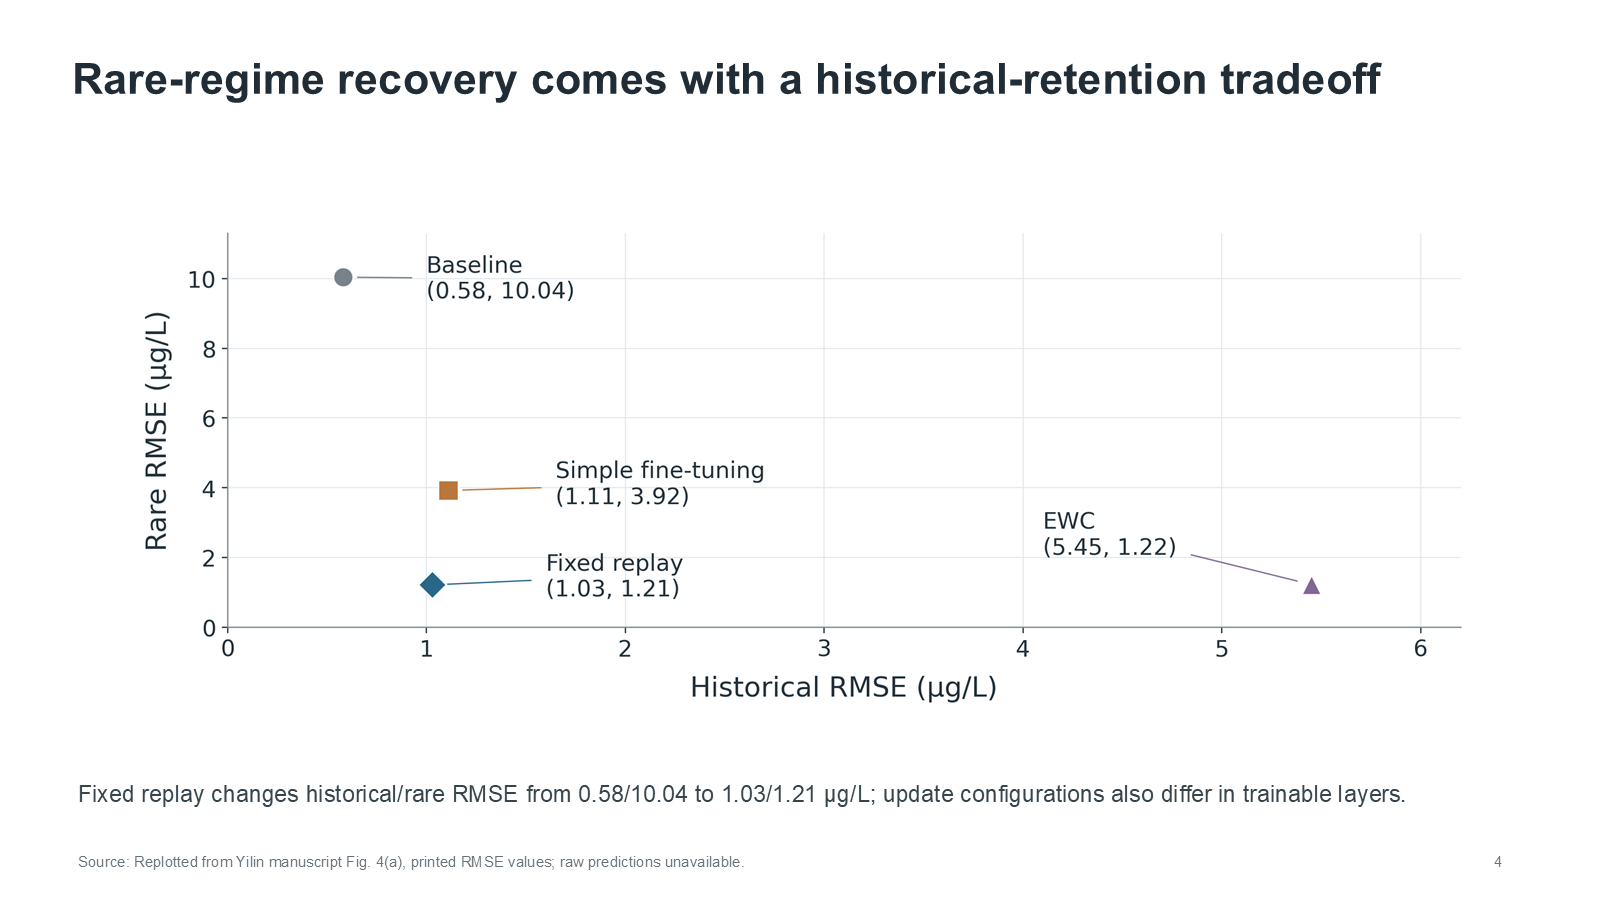 Rare-regime recovery comes with a historical-retention tradeoff
Baseline
(0.58, 10.04)
Simple fine-tuning
(1.11, 3.92)
Fixed replay
(1.03, 1.21)
EWC
(5.45, 1.22)
Rare RMSE (µg/L)
10
8
6
4
2
0
0 1 2 3 4 5 6
Historical RMSE (µg/L)
Fixed replay changes historical/rare RMSE from 0.58/10.04 to 1.03/1.21 µg/L; update configurations also differ in trainable layers.
Source: Replotted from Yilin manuscript Fig. 4(a), printed RMSE values; raw predictions unavailable.
4